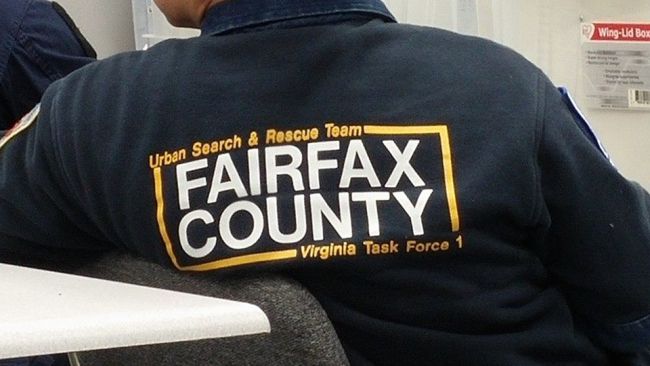 Wing-Lid Box
Urban Search & Rescue Team
FAIRFAX
COUNTY
Virginia Task Force 1